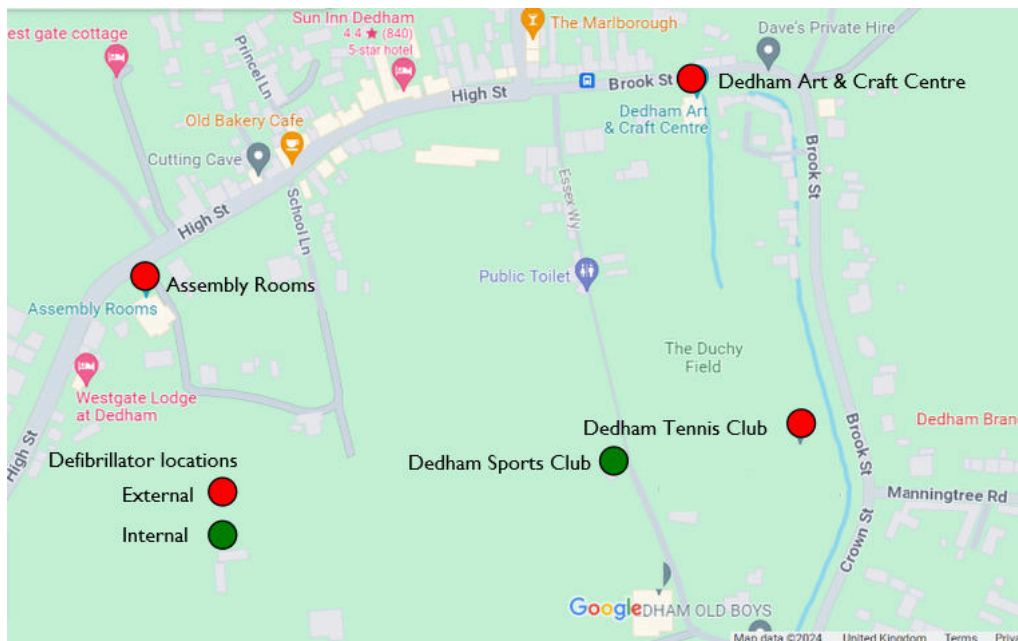 Sun Inn Dedham
4.4 ★ (840)
5-star hotel
The Marlborough
Dave's Private Hire
est gate cottage
Princel Ln
Brook St
Dedham Art & Craft Centre
High St
Dedham Art
& Craft Centre
Old Bakery Cafe
Cutting Cave
Brook St
Essex Wy
School Ln
High St
Public Toilet
Assembly Rooms
Assembly Rooms
The Duchy
Field
Westgate Lodge
at Dedham
Dedham Tennis Club
Dedham Bran
High St
Brook St
Defibrillator locations
Dedham Sports Club
External
Manningtree Rd
Internal
Crown St
Google
DHAM OLD BOYS
Map data ©2024 United Kingdom Terms Priva